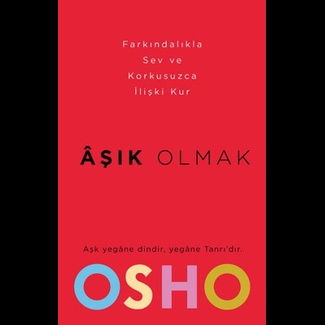 Farkındalıkla
Sev ve
Korkusuzca
İlişki Kur
ÂŞIK OLMAK
Aşk yegâne dindir, yegâne Tanrı'dır.
OSHO